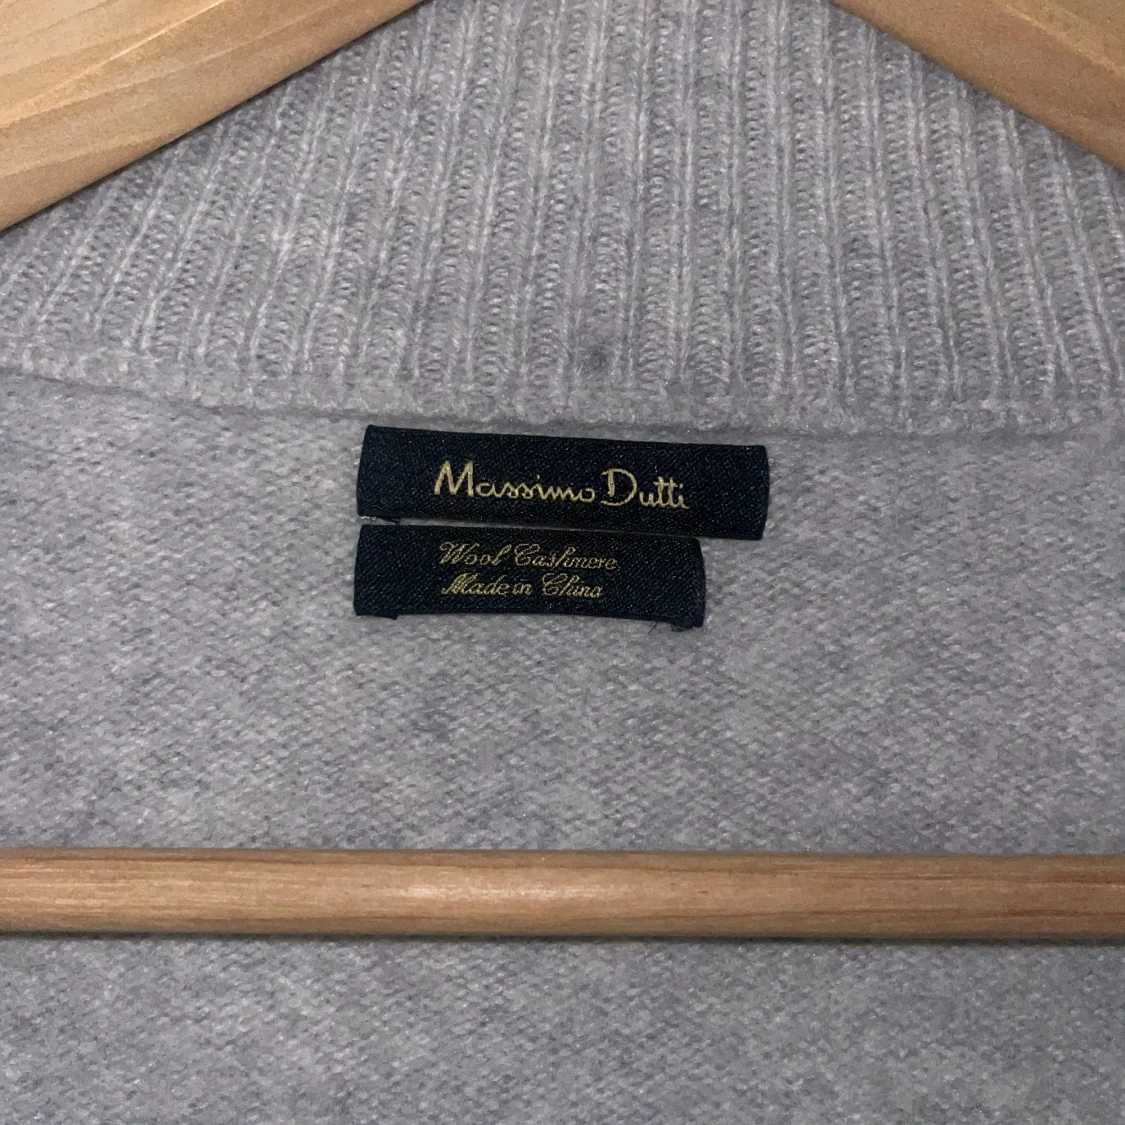 Massimo Dutti
Wool Cashmere
Made in China